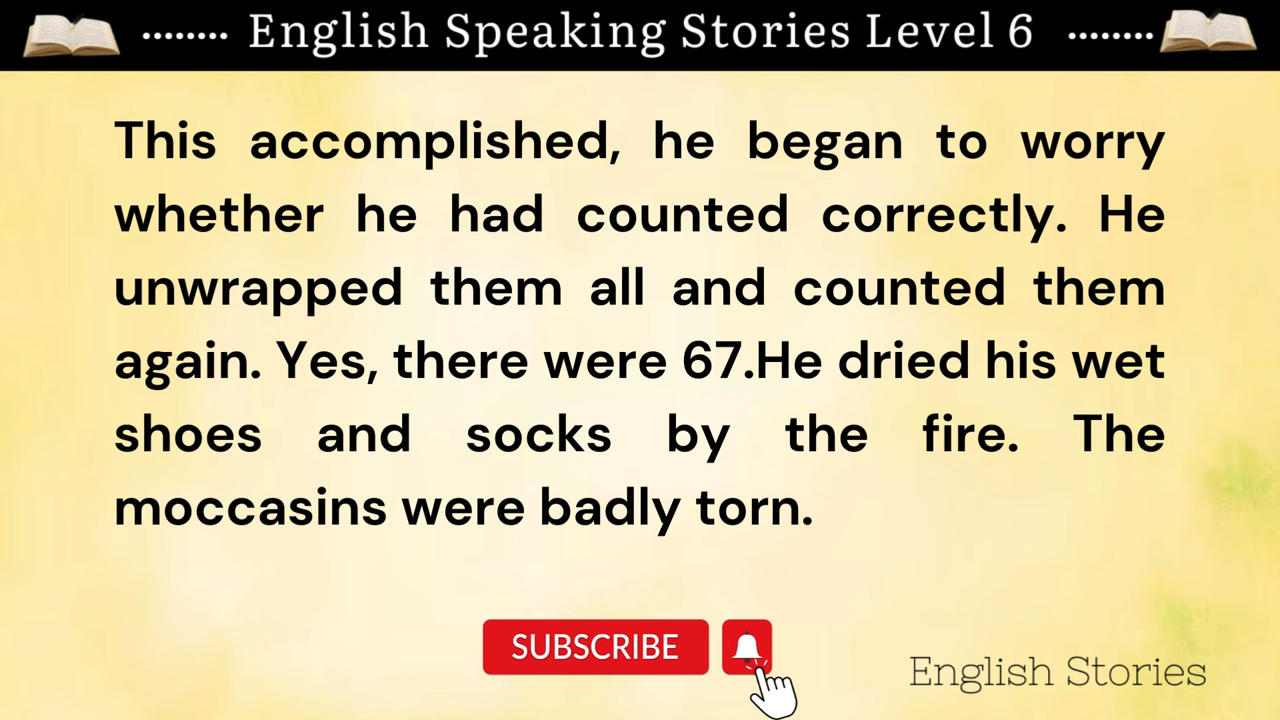 ........ English Speaking Stories Level 6 ........
This accomplished, he began to worry
whether he had counted correctly. He
unwrapped them all and counted them
again. Yes, there were 67.He dried his wet
shoes and socks by the fire. The
moccasins were badly torn.
SUBSCRIBE
English Stories